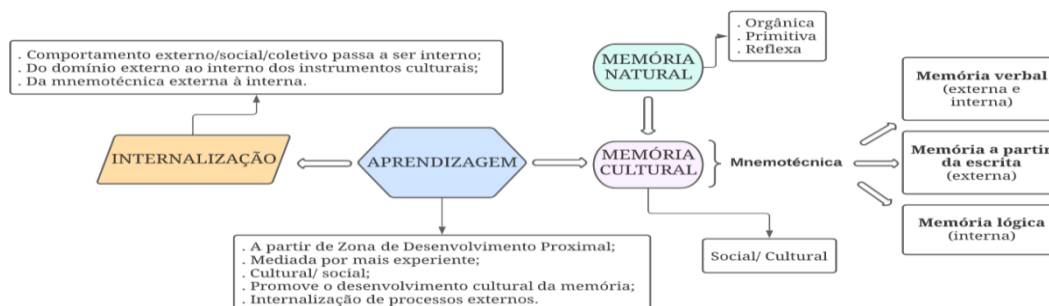 . Comportamento externo/social/coletivo passa a ser interno;
. Do domínio externo ao interno dos instrumentos culturais;
. Da mnemotécnica externa à interna.
INTERNALIZAÇÃO
APRENDIZAGEM
. A partir de Zona de Desenvolvimento Proximal;
. Mediada por mais experiente;
. Cultural/ social;
. Promove o desenvolvimento cultural da memória;
. Internalização de processos externos.
MEMÓRIA
NATURAL
. Orgânica
. Primitiva
. Reflexa
MEMÓRIA
CULTURAL
Social/ Cultural
Mnemotécnica
Memória verbal
(externa e
interna)
Memória a partir
da escrita
(externa)
Memória lógica
(interna)